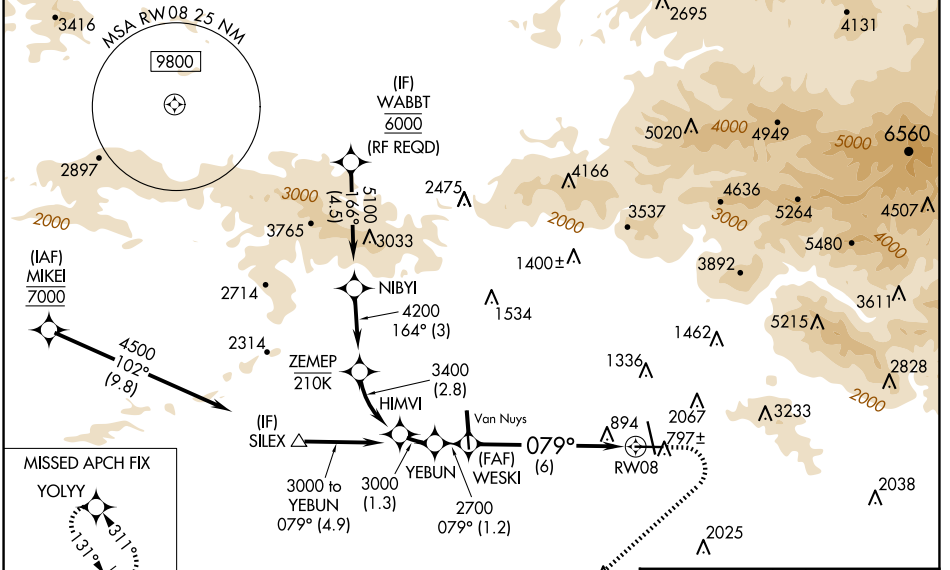 3416
MSA RW08 25 NM
9800
2695
4131
(IF)
WABBT
6000
(RF REQD)
5020
4000
4949
5000
6560
2897
3000
5100
166°
(4.5)
2475
4166
2000
3765
3033
2000
3537
4636
3000
5264
4507
5480
4000
(IAF)
MIKEI
7000
2714
NIBYI
1400±
3892
3611
1534
4200
164° (3)
5215
4500
102°
(9.8)
2314
ZEMEP
210K
3400
(2.8)
1462
1336
2828
2000
HIMVI
(IF)
SILEX
Van Nuys
079°
(6)
894
2067
797±
3233
RW08
YEBUN
(FAF)
WESKI
3000 to
YEBUN
079° (4.9)
3000
(1.3)
2700
079° (1.2)
2038
2025
MISSED APCH FIX
YOLYY
311°
131°